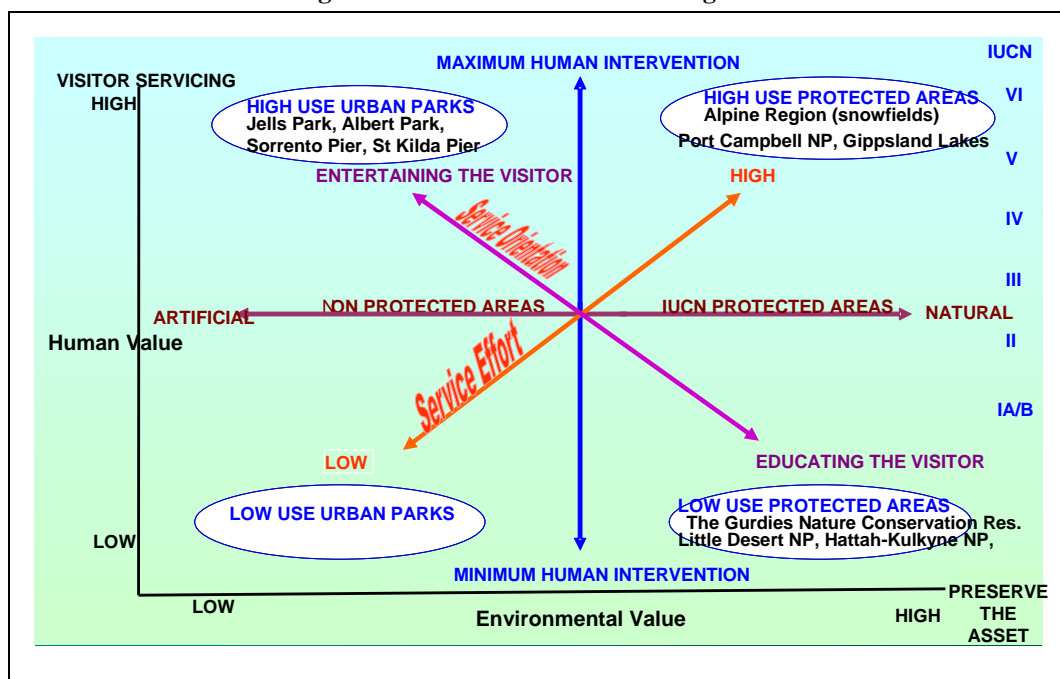 IUCN
MAXIMUM HUMAN INTERVENTION
VISITOR SERVICING
HIGH
HIGH USE URBAN PARKS
Jells Park, Albert Park,
Sorrento Pier, St Kilda Pier
HIGH USE PROTECTED AREAS
Alpine Region (snowfields)
Port Campbell NP, Gippsland Lakes
VI
V
ENTERTAINING THE VISITOR
HIGH
Service Orientation
IV
III
ARTIFICIAL
NON PROTECTED AREAS
IUCN PROTECTED AREAS
NATURAL
Human Value
II
Service Effort
IA/B
LOW
EDUCATING THE VISITOR
LOW USE URBAN PARKS
LOW USE PROTECTED AREAS
The Gurdies Nature Conservation Res.
Little Desert NP, Hattah-Kulkyne NP,
LOW
MINIMUM HUMAN INTERVENTION
LOW
Environmental Value
HIGH
PRESERVE
THE
ASSET